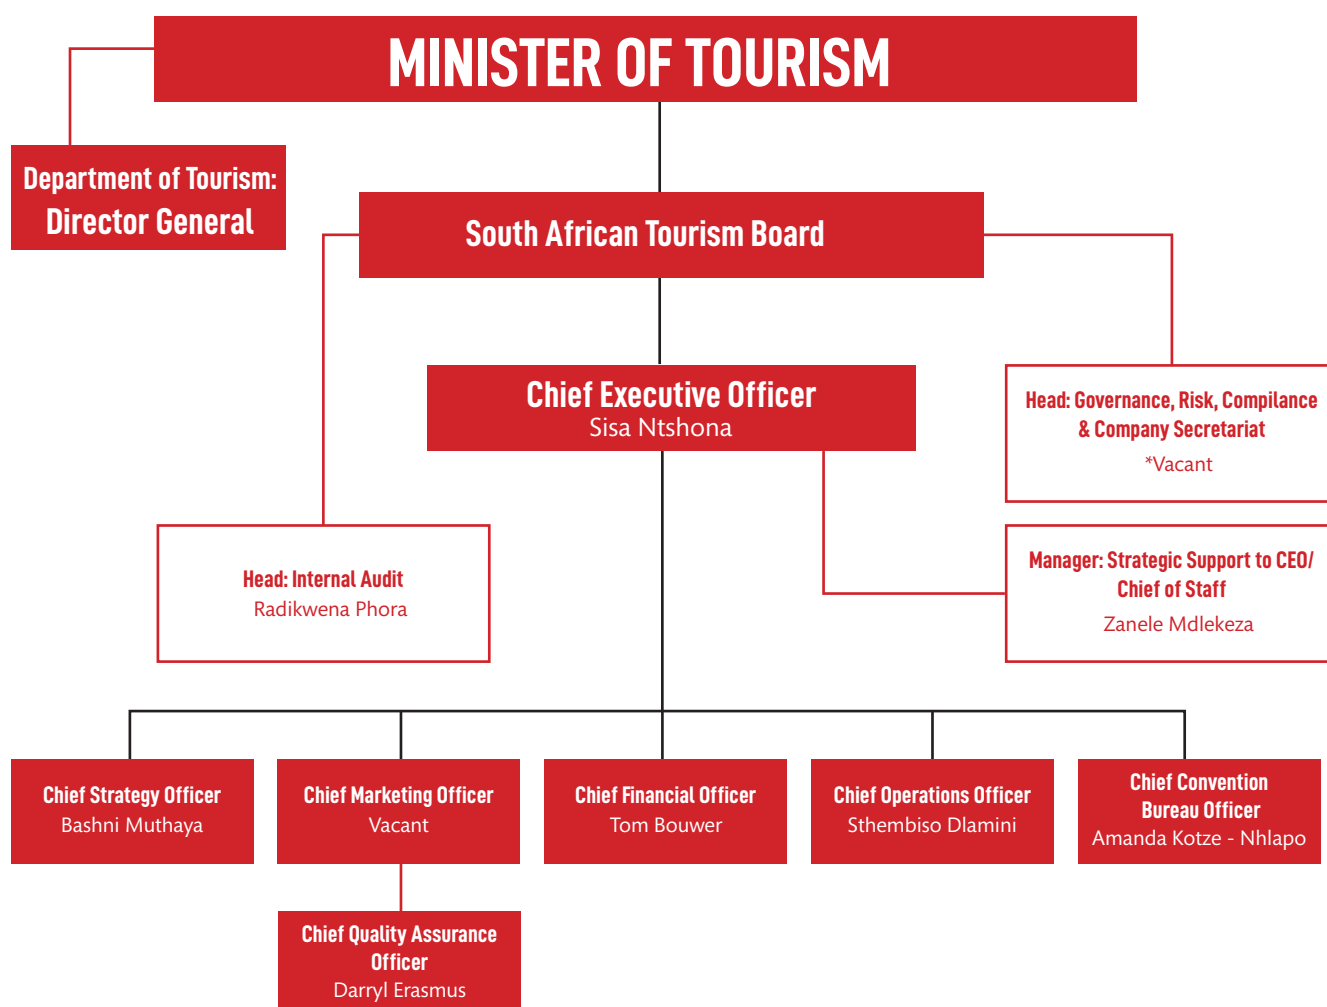 MINISTER OF TOURISM
Department of Tourism:
Director General
South African Tourism Board
Chief Executive Officer
Sisa Ntshona
Head: Governance, Risk, Compilance
& Company Secretariat
*Vacant
Head: Internal Audit
Radikwena Phora
Manager: Strategic Support to CEO/
Chief of Staff
Zanele Mdlekeza
Chief Strategy Officer
Bashni Muthaya
Chief Marketing Officer
Vacant
Chief Financial Officer
Tom Bouwer
Chief Operations Officer
Sthembiso Dlamini
Chief Convention
Bureau Officer
Amanda Kotze - Nhlapo
Chief Quality Assurance
Officer
Darryl Erasmus